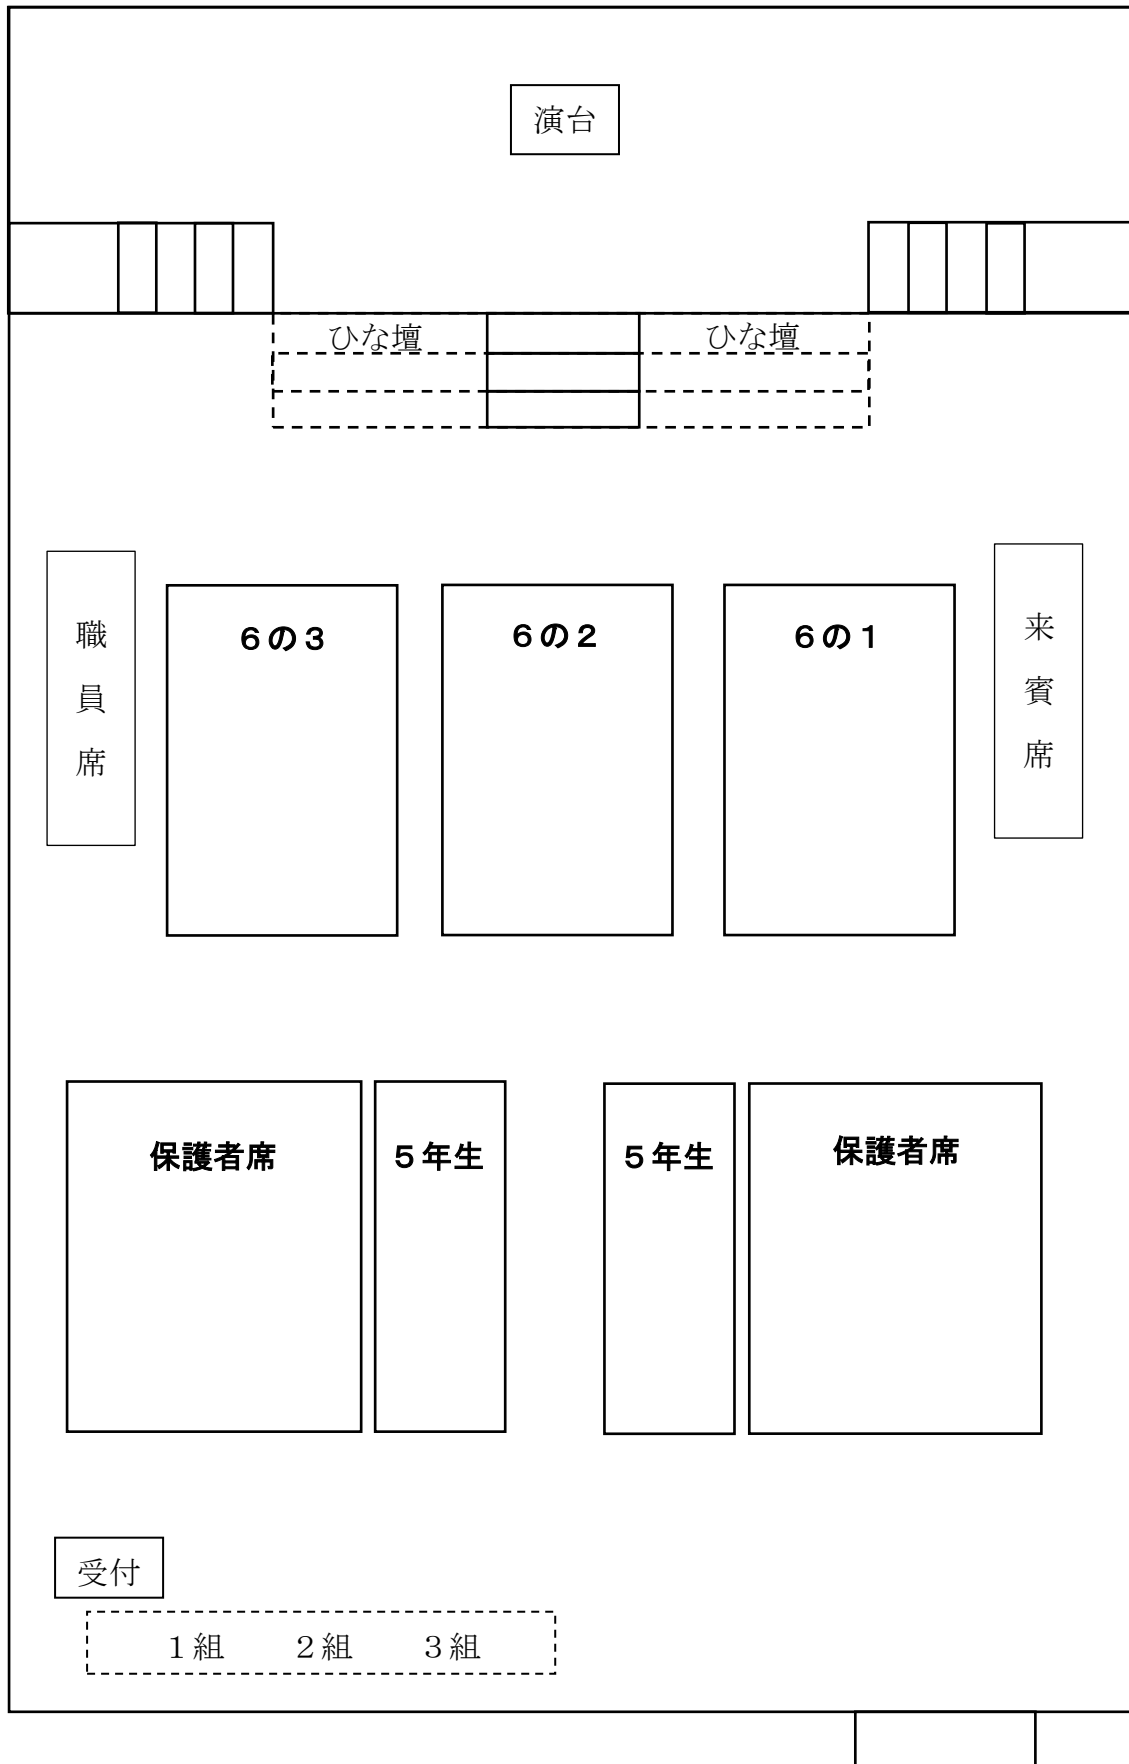 演台
ひな壇
ひな壇
職員席
６の３
６の２
６の１
来賓席
保護者席
５年生
５年生
保護者席
受付
１組　　２組　　３組